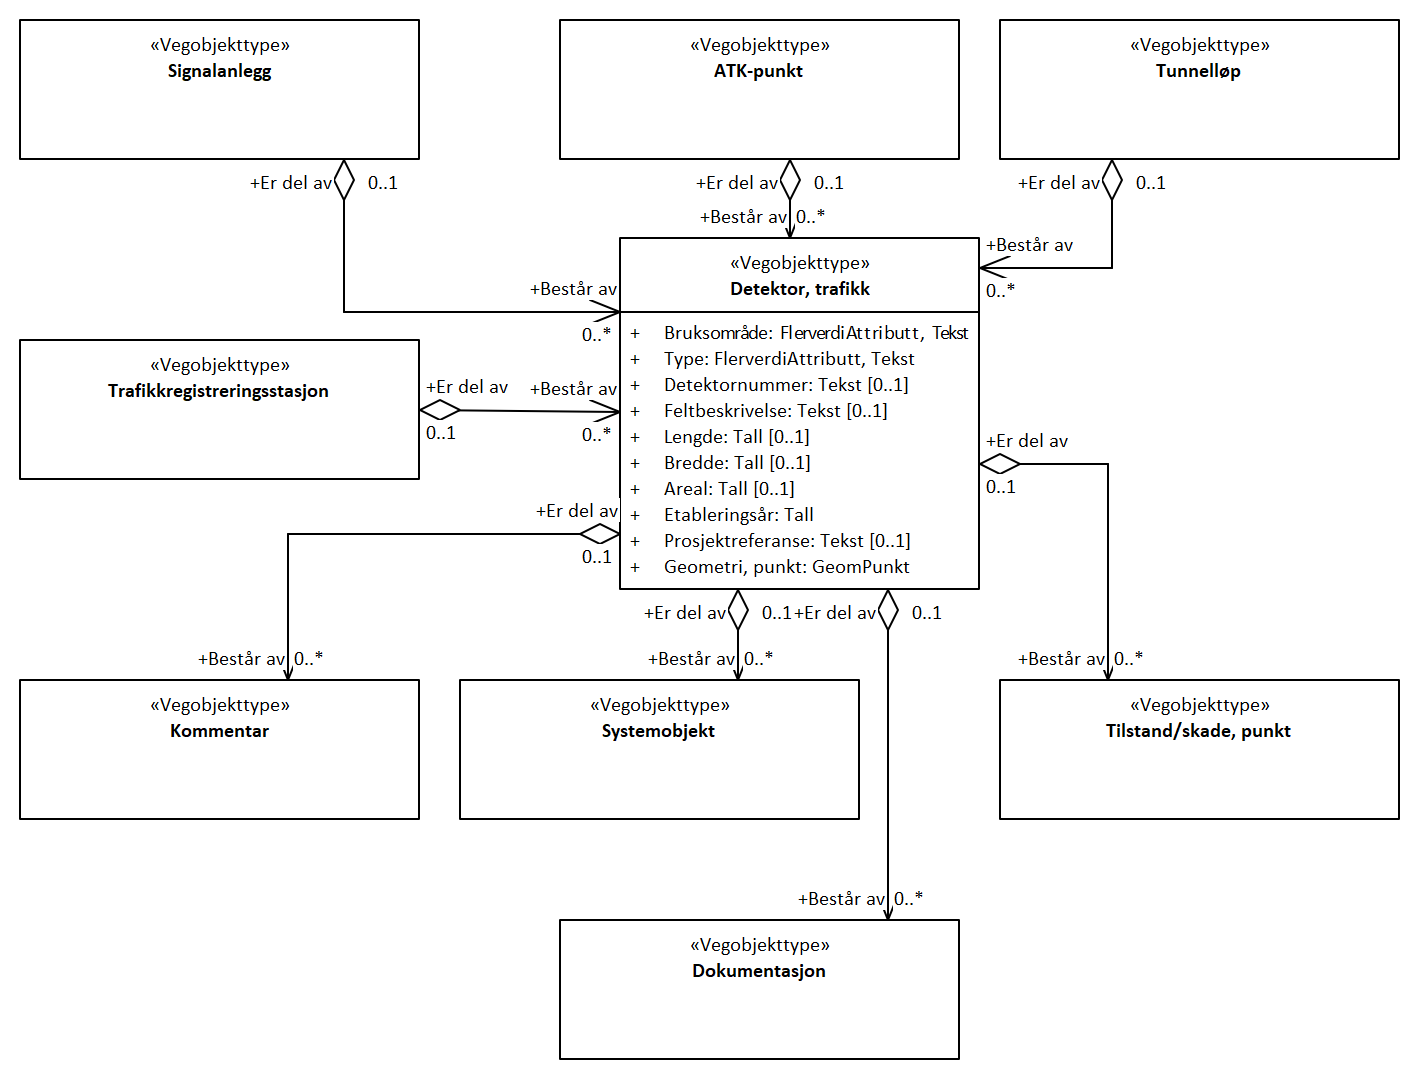 «Vegobjekttype»
Signalanlegg
«Vegobjekttype»
ATK-punkt
«Vegobjekttype»
Tunnelløp
+Er del av 0..1
+Er del av 0..1
+Er del av 0..1
+Består av 0..*
+Består av
0..*
«Vegobjekttype»
Detektor, trafikk
+Består av
0..*
+ Bruksområde: FlerverdiAttributt, Tekst
+ Type: FlerverdiAttributt, Tekst
+ Detektornummer: Tekst [0..1]
+ Feltbeskrivelse: Tekst [0..1]
+ Lengde: Tall [0..1]
+ Bredde: Tall [0..1]
+ Areal: Tall [0..1]
+ Etableringsår: Tall
+ Prosjektreferanse: Tekst [0..1]
+ Geometri, punkt: GeomPunkt
«Vegobjekttype»
Trafikkregistreringsstasjon
+Er del av
0..1
+Består av
0..*
+Er del av
0..1
+Er del av
0..1
+Er del av 0..1
+Er del av 0..1
+Består av 0..*
+Består av 0..*
+Består av 0..*
«Vegobjekttype»
Kommentar
«Vegobjekttype»
Systemobjekt
«Vegobjekttype»
Tilstand/skade, punkt
+Består av 0..*
«Vegobjekttype»
Dokumentasjon